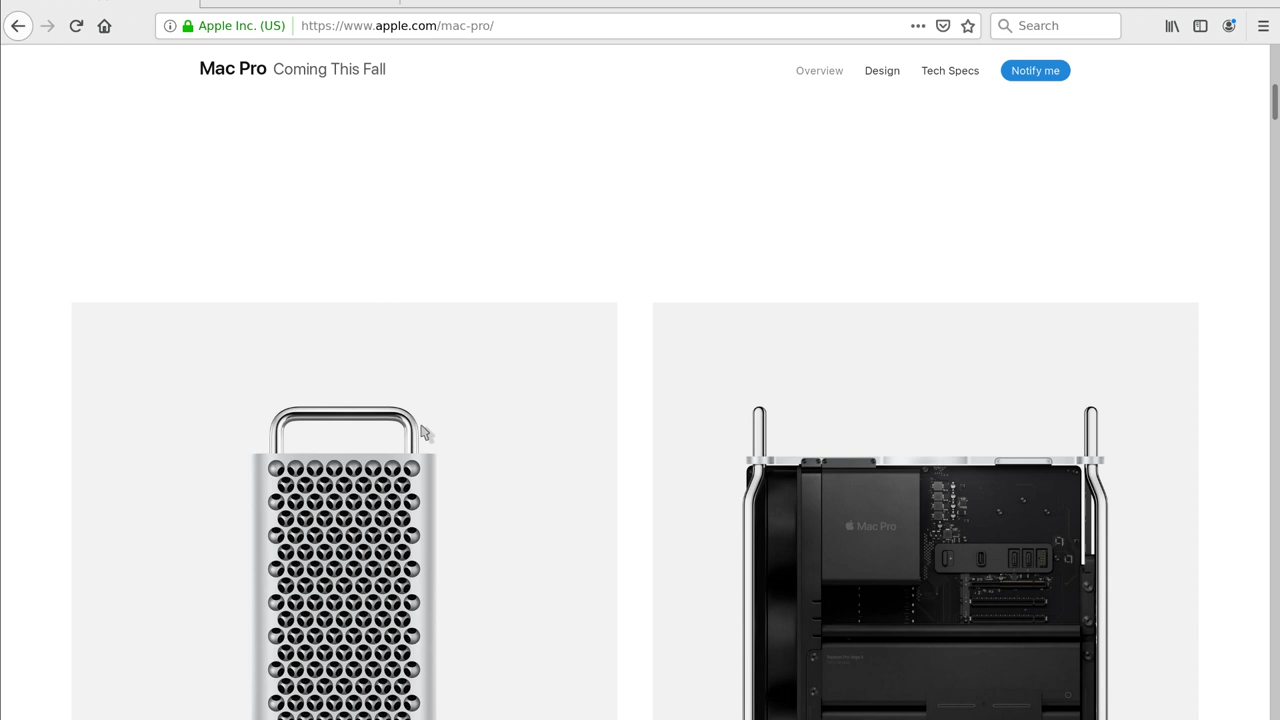 Apple Inc. (US) https://www.apple.com/mac-pro/ Search
Mac Pro Coming This Fall Overview Design Tech Specs Notify me
Mac Pro